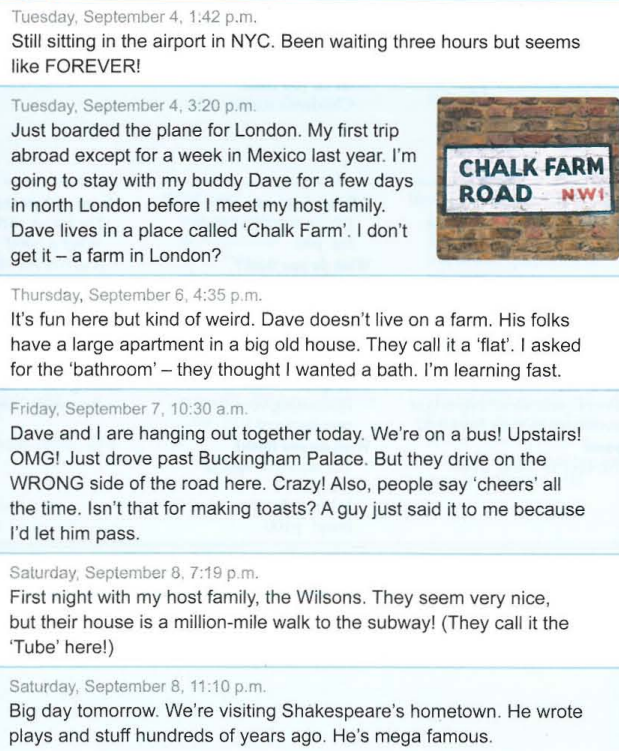 Tuesday, September 4, 1:42 p.m.
Still sitting in the airport in NYC. Been waiting three hours but seems
like FOREVER!
Tuesday, September 4, 3:20 p.m.
Just boarded the plane for London. My first trip
abroad except for a week in Mexico last year. I'm
going to stay with my buddy Dave for a few days
in north London before I meet my host family.
Dave lives in a place called 'Chalk Farm'. I don't
get it – a farm in London?
CHALK FARM
ROAD NW1
Thursday, September 6, 4:35 p.m.
It's fun here but kind of weird. Dave doesn't live on a farm. His folks
have a large apartment in a big old house. They call it a 'flat'. I asked
for the 'bathroom' – they thought I wanted a bath. I'm learning fast.
Friday, September 7, 10:30 a.m.
Dave and I are hanging out together today. We're on a bus! Upstairs!
OMG! Just drove past Buckingham Palace. But they drive on the
WRONG side of the road here. Crazy! Also, people say 'cheers' all
the time. Isn't that for making toasts? A guy just said it to me because
I'd let him pass.
Saturday, September 8, 7:19 p.m.
First night with my host family, the Wilsons. They seem very nice,
but their house is a million-mile walk to the subway! (They call it the
'Tube' here!)
Saturday, September 8, 11:10 p.m.
Big day tomorrow. We're visiting Shakespeare's hometown. He wrote
plays and stuff hundreds of years ago. He's mega famous.